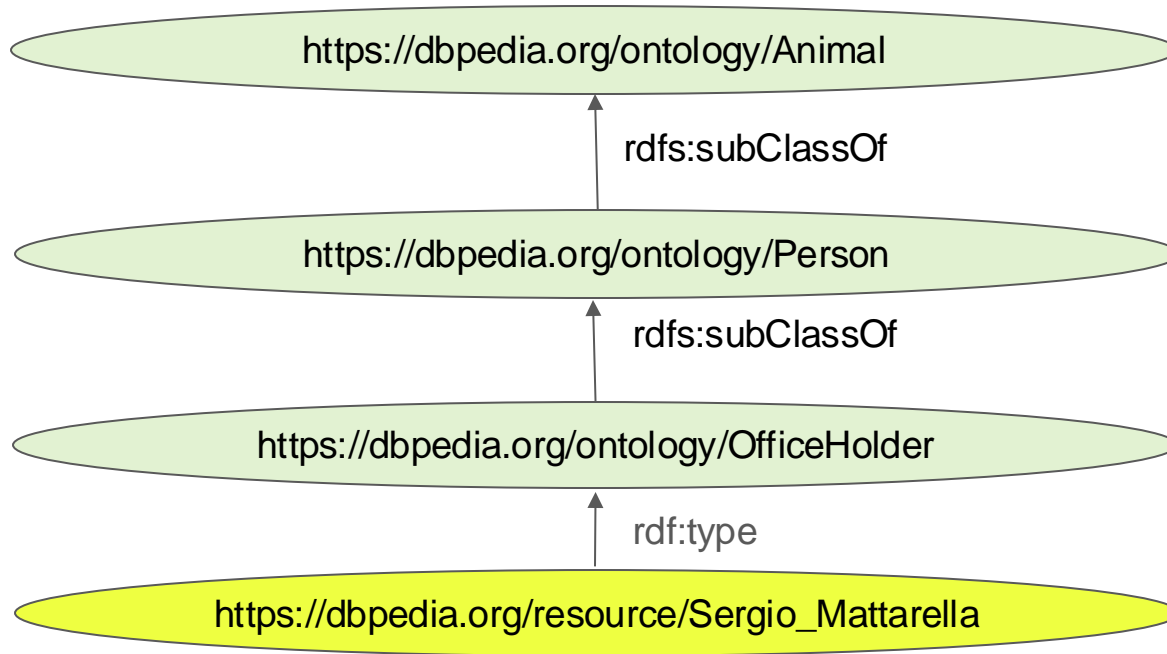 https://dbpedia.org/ontology/Animal
rdfs:subClassOf
https://dbpedia.org/ontology/Person
rdfs:subClassOf
https://dbpedia.org/ontology/OfficeHolder
rdf:type
https://dbpedia.org/resource/Sergio_Mattarella